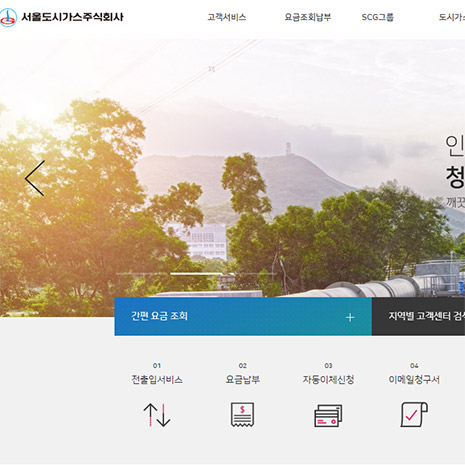 서울도시가스주식회사
고객서비스 요금조회납부 SCG그룹 도시가스
인
청
깨끗
간편 요금 조회 +
지역별 고객센터 검색
01 02 03 04
전출입서비스 요금납부 자동이체신청 이메일청구서
$